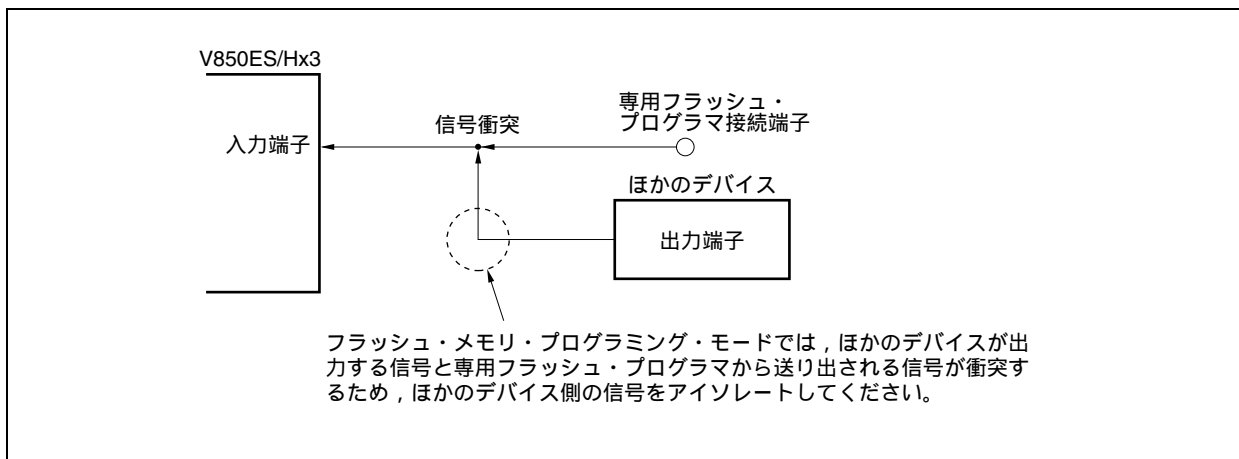 V850ES/Hx3
入力端子
信号衝突
専用フラッシュ・
プログラマ接続端子
ほかのデバイス
出力端子
フラッシュ・メモリ・プログラミング・モードでは，ほかのデバイスが出
力する信号と専用フラッシュ・プログラマから送り出される信号が衝突す
るため，ほかのデバイス側の信号をアイソレートしてください。